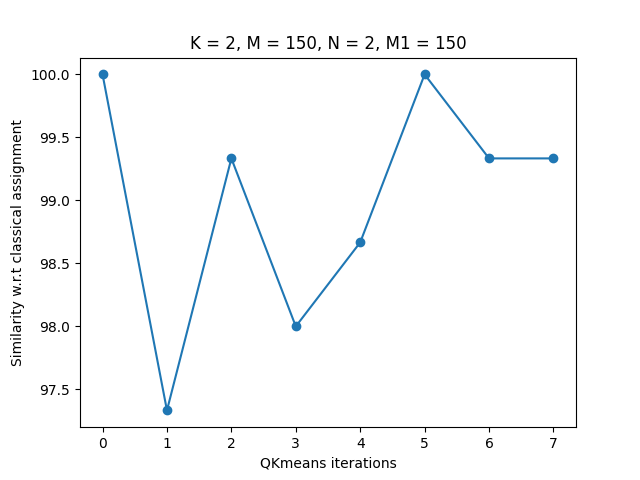 K = 2, M = 150, N = 2, M1 = 150
100.0
99.5
99.0
98.5
98.0
97.5
Similarity w.r.t classical assignment
0 1 2 3 4 5 6 7
QKmeans iterations